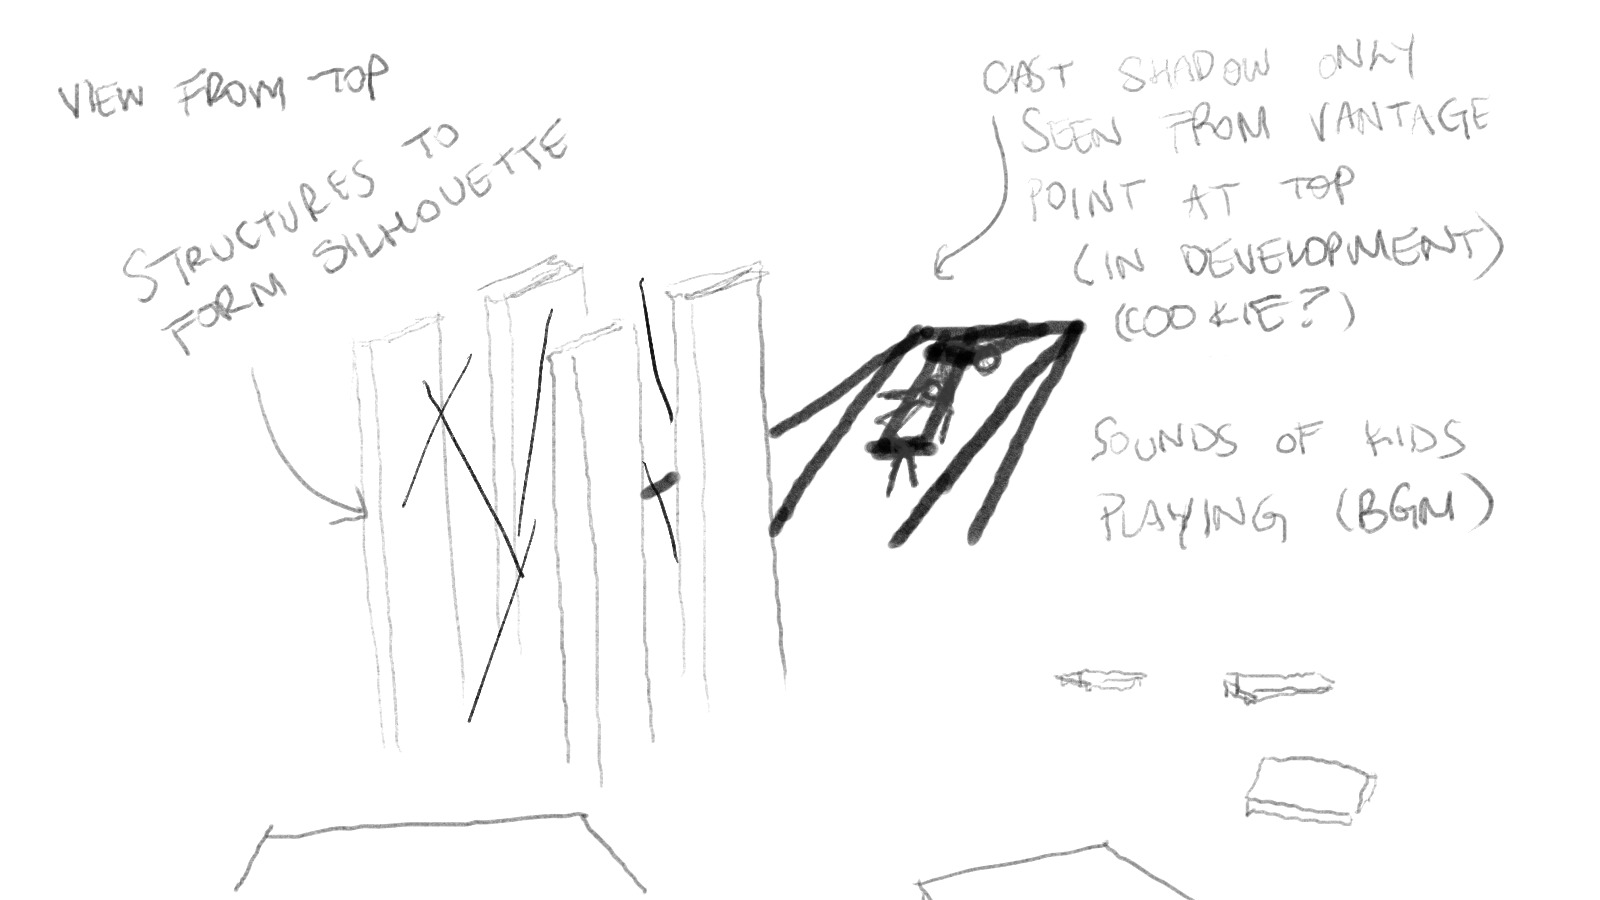 VIEW FROM TOP
STRUCTURES TO
FORM SILHOUETTE
CAST SHADOW ONLY
SEEN FROM VANTAGE
POINT AT TOP
(IN DEVELOPMENT)
(COOKIE?)
SOUNDS OF KIDS
PLAYING (BGM)